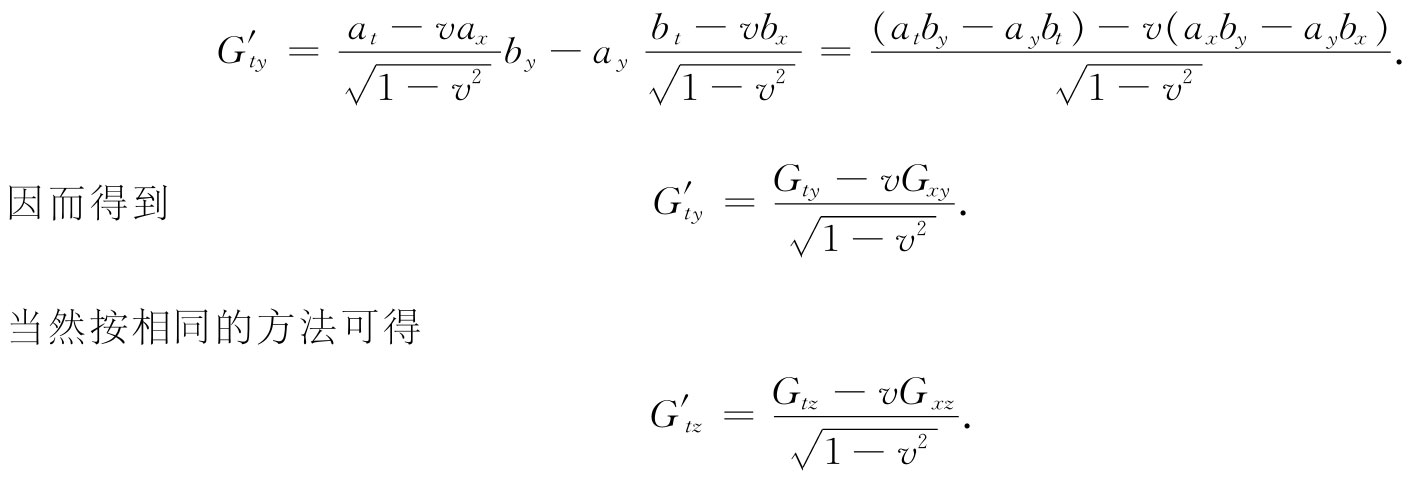 $G'_{ty} = \frac{a_t - va_x}{\sqrt{1 - v^2}} b_y - a_y \frac{b_t - vb_x}{\sqrt{1 - v^2}} = \frac{(a_t b_y - a_y b_t) - v(a_x b_y - a_y b_x)}{\sqrt{1 - v^2}}.$
因而得到 $G'_{ty} = \frac{G_{ty} - vG_{xy}}{\sqrt{1 - v^2}}.$
当然按相同的方法可得
$G'_{tz} = \frac{G_{tz} - vG_{xz}}{\sqrt{1 - v^2}}.$